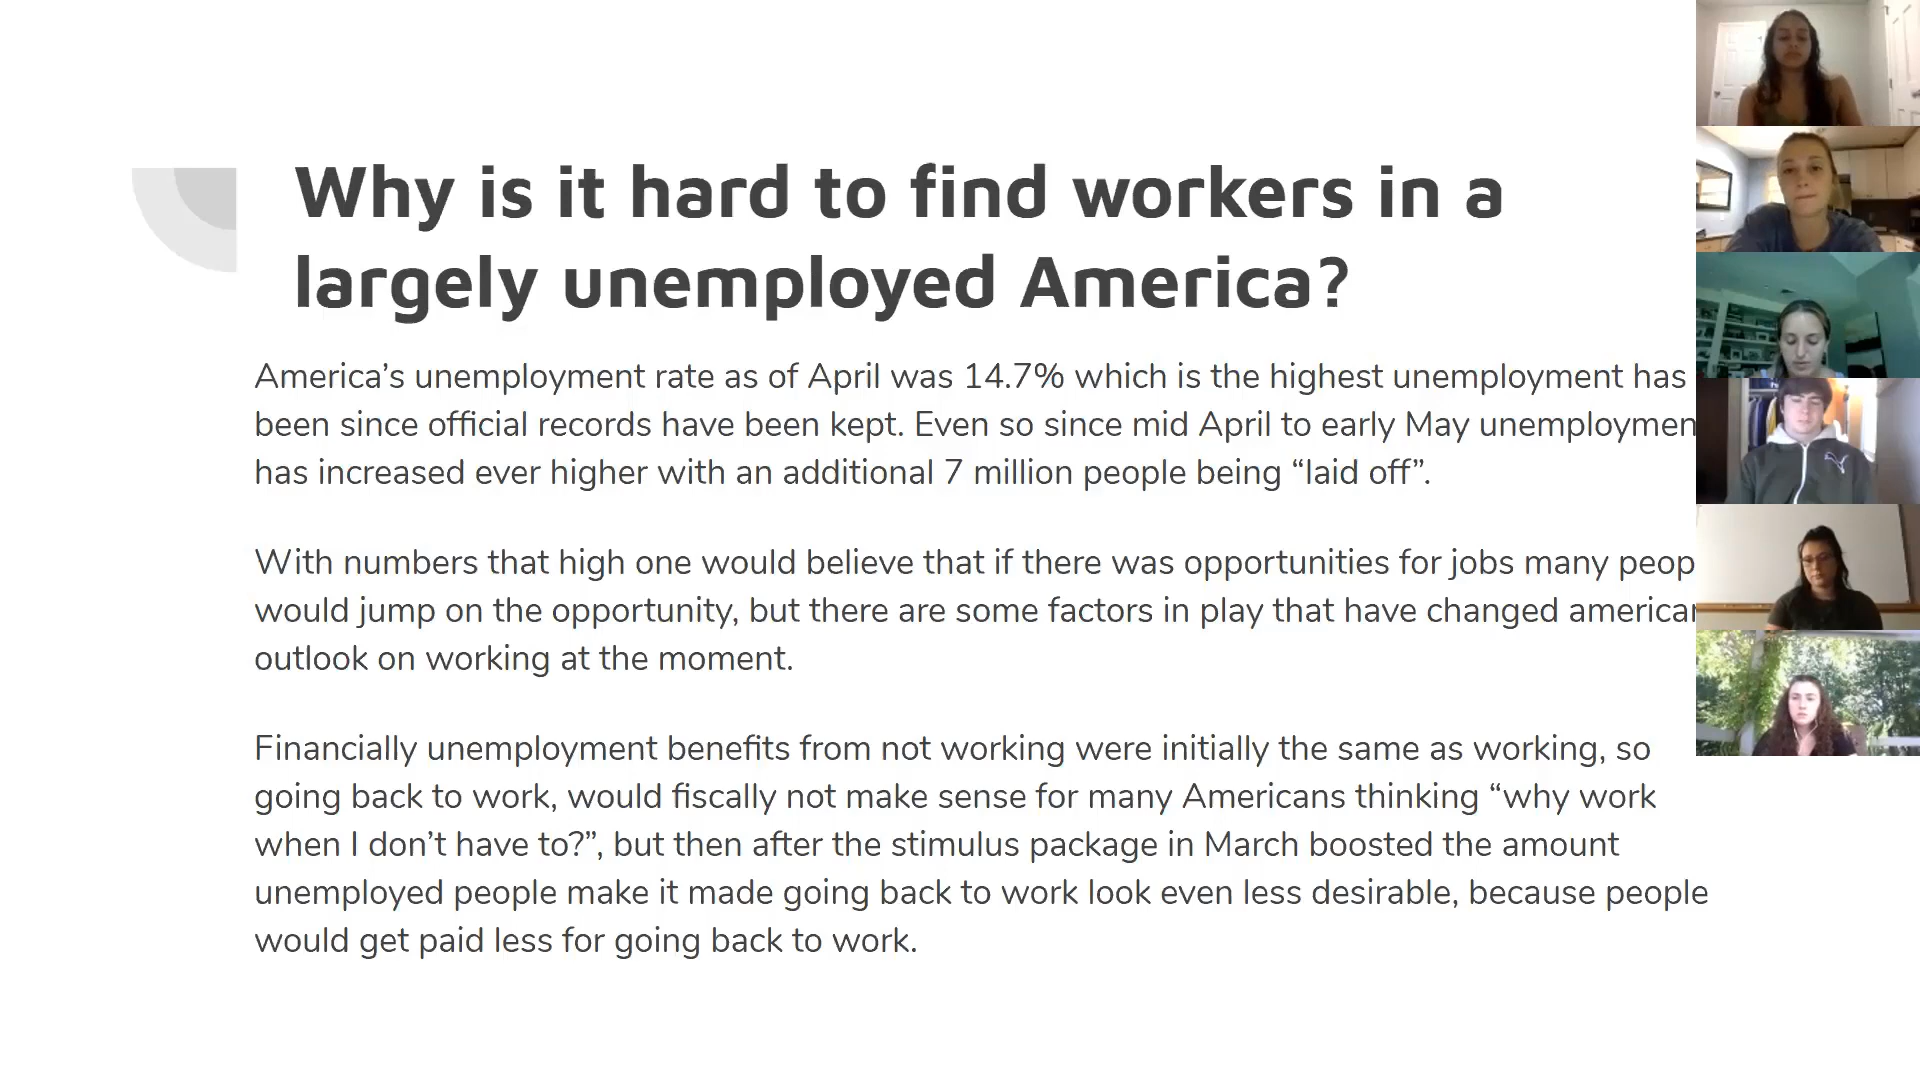 Why is it hard to find workers in a
largely unemployed America?
America's unemployment rate as of April was 14.7% which is the highest unemployment has
been since official records have been kept. Even so since mid April to early May unemploymen
has increased ever higher with an additional 7 million people being “laid off”.
With numbers that high one would believe that if there was opportunities for jobs many peop
would jump on the opportunity, but there are some factors in play that have changed american
outlook on working at the moment.
Financially unemployment benefits from not working were initially the same as working, so
going back to work, would fiscally not make sense for many Americans thinking “why work
when I don't have to?”, but then after the stimulus package in March boosted the amount
unemployed people make it made going back to work look even less desirable, because people
would get paid less for going back to work.